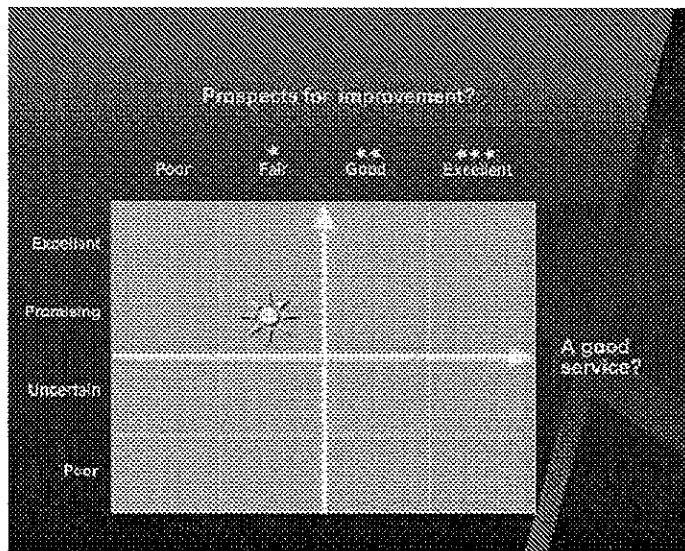 Prospects for improvement?
* ** ***
Poor Fair Good Excellent
Excellent
Promising
A good
service?
Uncertain
Poor